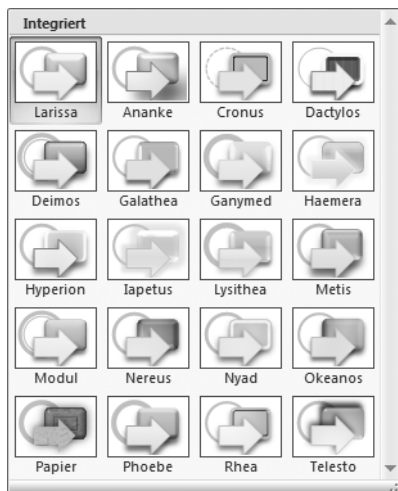 Integriert
Larissa Ananke Cronus Dactylos
Deimos Galathea Ganymed Haemera
Hyperion Iapetus Lysithea Metis
Modul Nereus Nyad Okeanos
Papier Phoebe Rhea Telesto